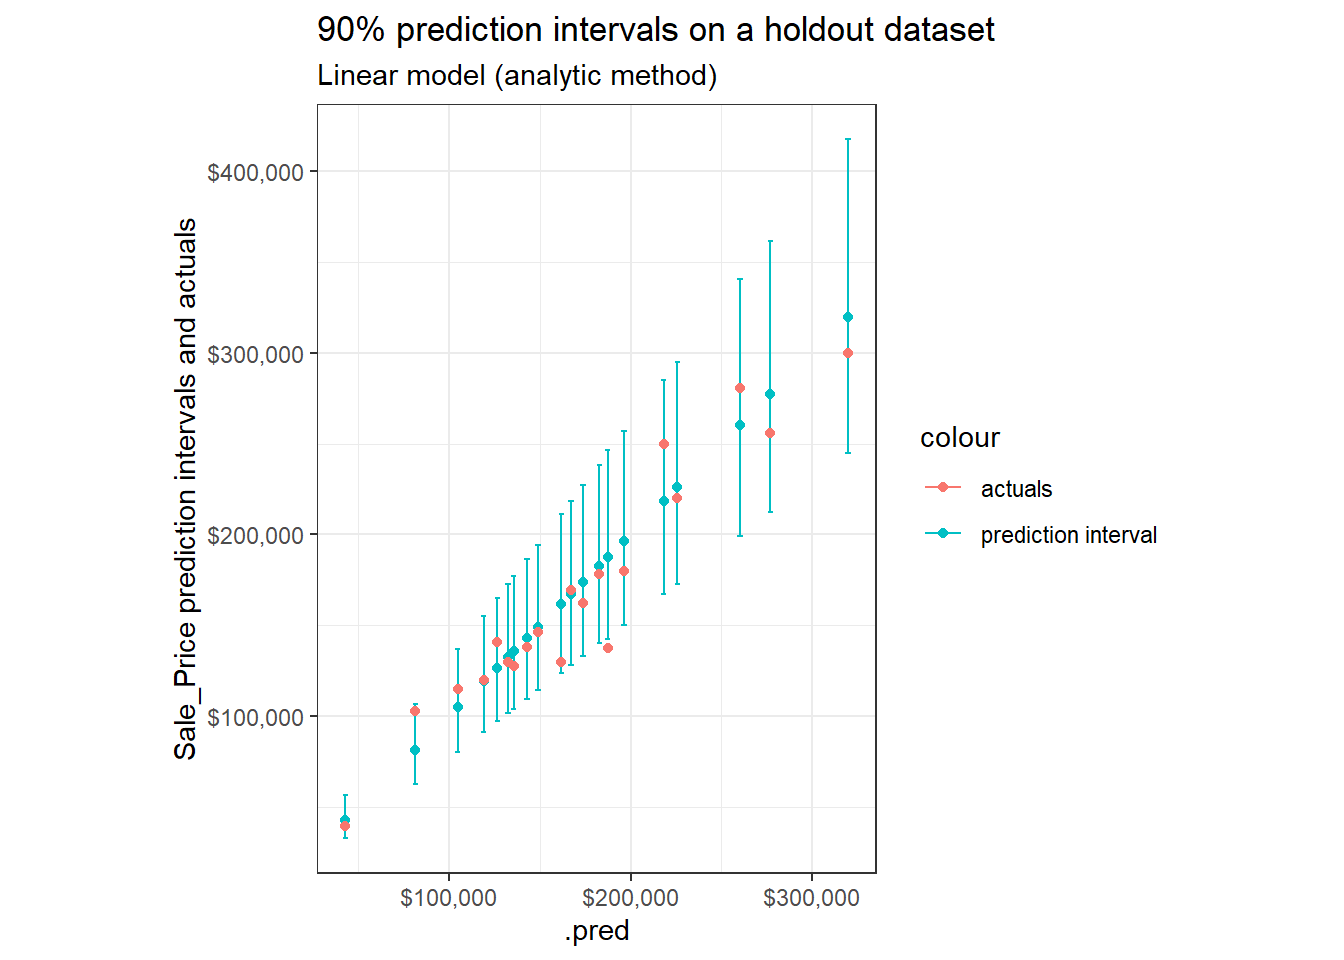 90% prediction intervals on a holdout dataset
Linear model (analytic method)
Sale_Price prediction intervals and actuals
$400,000
$300,000
$200,000
$100,000
$100,000
$200,000
$300,000
.pred
colour
actuals
prediction interval